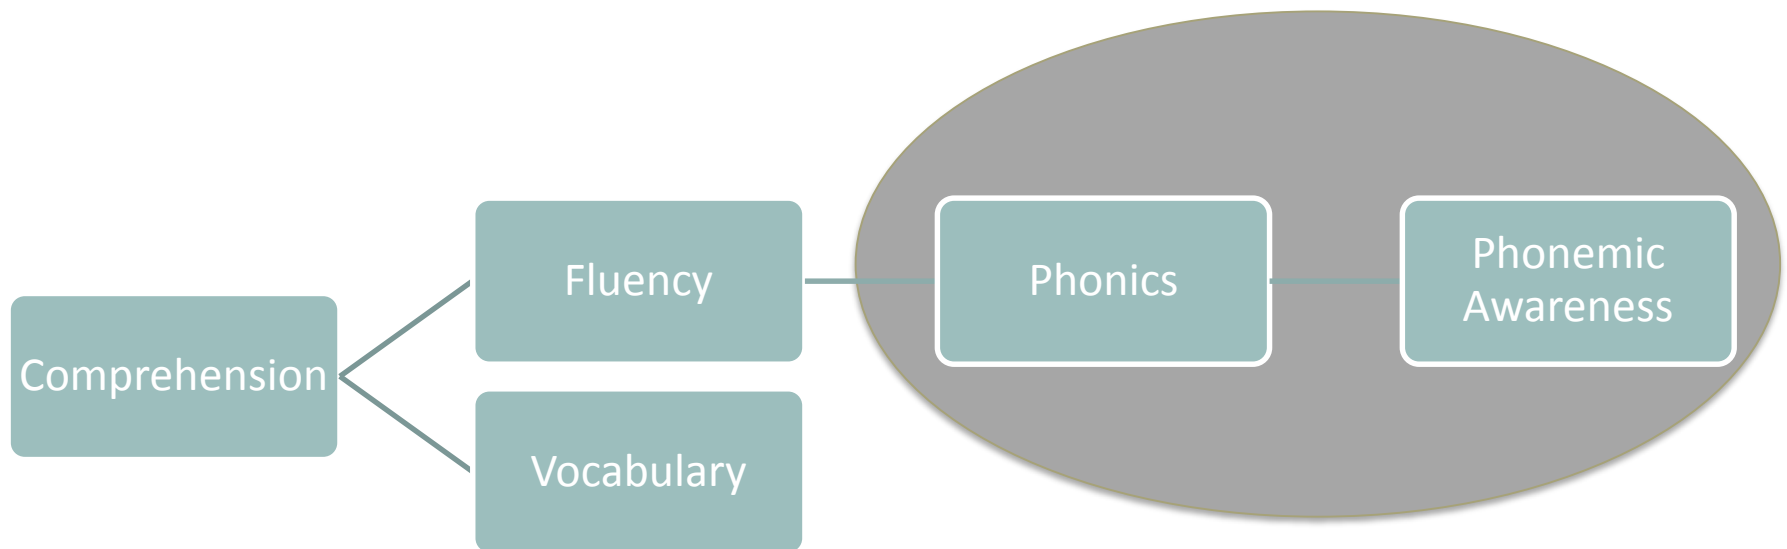 Comprehension
Fluency
Vocabulary
Phonics
Phonemic
Awareness